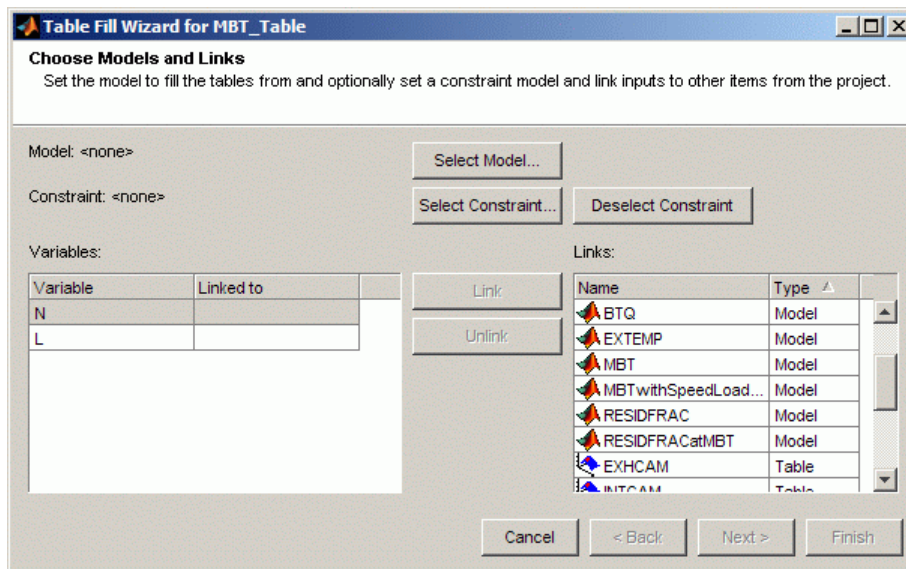 Table Fill Wizard for MBT_Table
Choose Models and Links
Set the model to fill the tables from and optionally set a constraint model and link inputs to other items from the project.
Model: <none>
Select Model...
Constraint: <none>
Select Constraint...
Deselect Constraint
Variables:
Links:
Variable Linked to
Link
Name Type
N
BTQ Model
L
Unlink
EXTEMP Model
MBT Model
MBTwithSpeedLoad... Model
RESIDFRAC Model
RESIDFRACatMBT Model
EXHCAM Table
INTCAM Table
Cancel
< Back
Next >
Finish